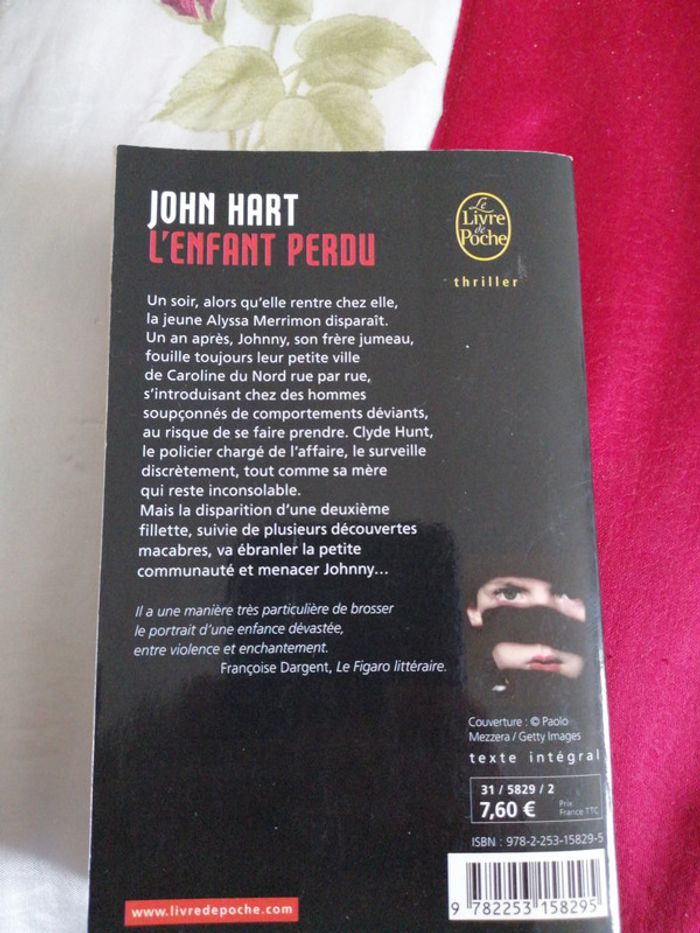 JOHN HART
L'ENFANT PERDU
Le
Livre
de
Poche
thriller
Un soir, alors qu'elle rentre chez elle,
la jeune Alyssa Merrimon disparaît.
Un an après, Johnny, son frère jumeau,
fouille toujours leur petite ville
de Caroline du Nord rue par rue,
s'introduisant chez des hommes
soupçonnés de comportements déviants,
au risque de se faire prendre. Clyde Hunt,
le policier chargé de l'affaire, le surveille
discrètement, tout comme sa mère
qui reste inconsolable.
Mais la disparition d'une deuxième
fillette, suivie de plusieurs découvertes
macabres, va ébranler la petite
communauté et menacer Johnny...
Il a une manière très particulière de brosser
le portrait d'une enfance dévastée,
entre violence et enchantement.
Françoise Dargent, Le Figaro littéraire.
Couverture : © Paolo
Mezzera / Getty Images
texte intégral
31 / 5829 / 2
7,60 € Prix
France TTC
ISBN : 978-2-253-15829-5
9 782253 158295
www.livredepoche.com